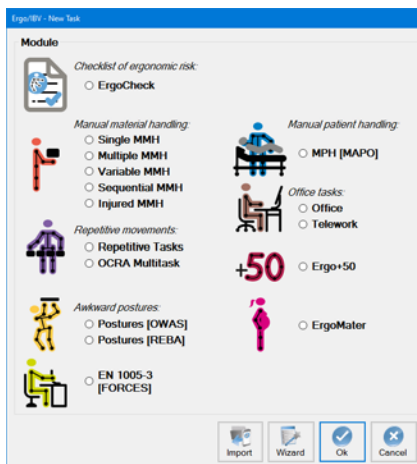 Ergo/IBV - New Task
Module
Checklist of ergonomic risk:
ErgoCheck
Manual material handling:
Single MMH
Multiple MMH
Variable MMH
Sequential MMH
Injured MMH
Repetitive movements:
Repetitive Tasks
OCRA Multitask
Awkward postures:
Postures [OWAS]
Postures [REBA]
EN 1005-3
[FORCES]
Manual patient handling:
MPH [MAPO]
Office tasks:
Office
Telework
+50
Ergo+50
ErgoMater
Import
Wizard
Ok
Cancel